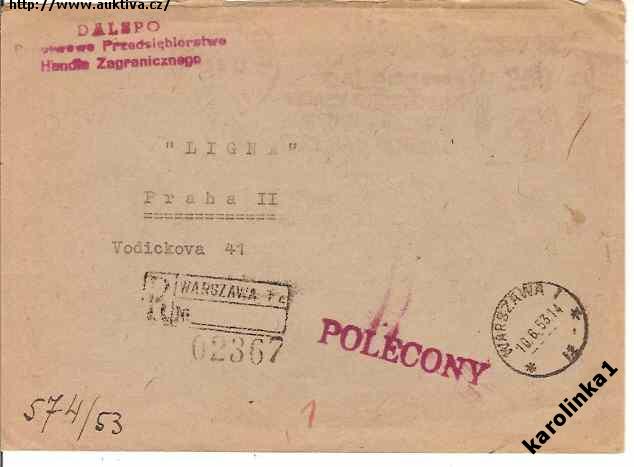 http://www.auktiva.cz/
DALSPO
Przedsiębiorstwo
Handlu Zagranicznego
"LIGNA"
Praha II
Vodickova 41
R WARSZAWA
02367
POLECONY
WARSZAWA 1
10.6.53.14
574/53
1
karolinka1